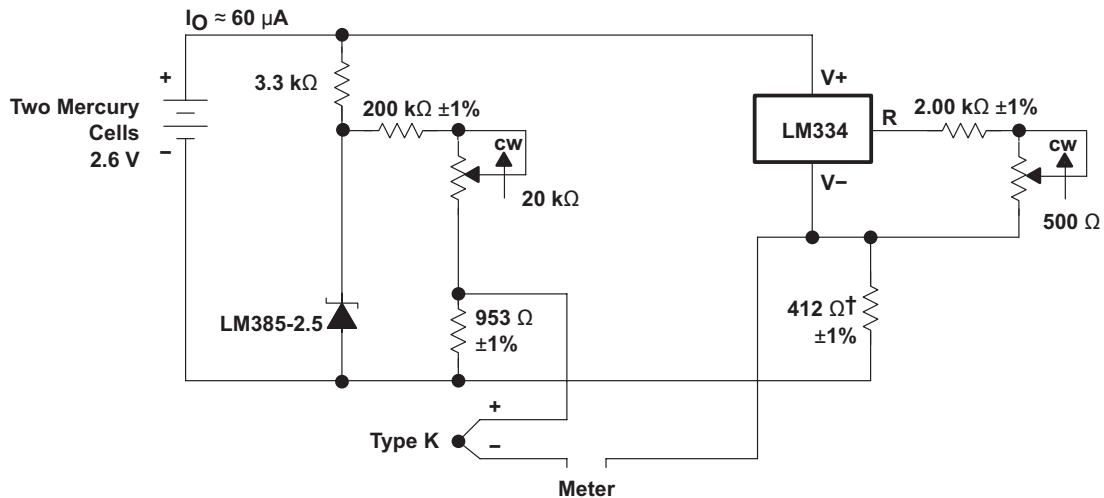 IO ≈ 60 µA
+
Two Mercury
Cells
2.6 V
−
3.3 kΩ
200 kΩ ±1%
cw
20 kΩ
LM385-2.5
953 Ω
±1%
V+
LM334
R
V−
2.00 kΩ ±1%
cw
500 Ω
412 Ω†
±1%
+
Type K
−
Meter